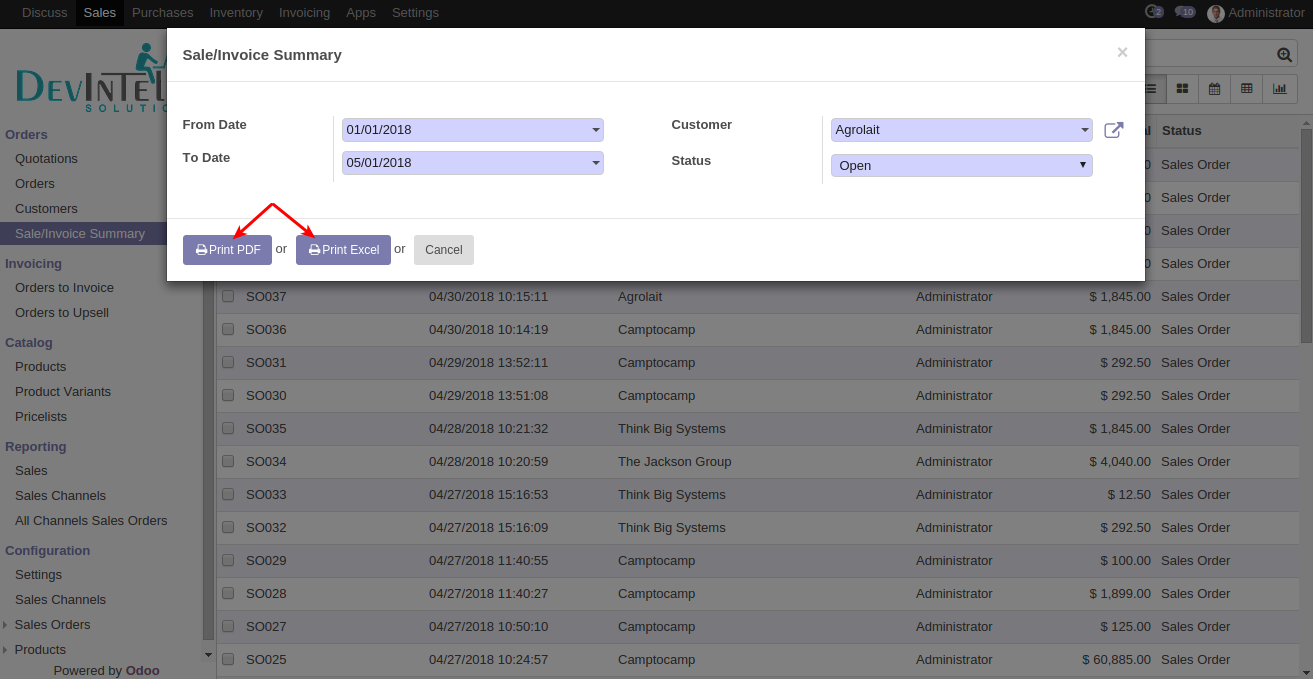 Discuss Sales Purchases Inventory Invoicing Apps Settings 2 10 Administrator
Sale/Invoice Summary ×
DEVINTEL
SOLUTIO
From Date 01/01/2018 Customer Agrolait
To Date 05/01/2018 Status Open
Print PDF or Print Excel or Cancel
Orders
Quotations
Orders
Customers
Sale/Invoice Summary
Invoicing
Orders to Invoice
Orders to Upsell
Catalog
Products
Product Variants
Pricelists
Reporting
Sales
Sales Channels
All Channels Sales Orders
Configuration
Settings
Sales Channels
Sales Orders
Products
Powered by Odoo
al Status
0 Sales Order
0 Sales Order
0 Sales Order
0 Sales Order
SO037 04/30/2018 10:15:11 Agrolait Administrator $ 1,845.00 Sales Order
SO036 04/30/2018 10:14:19 Camptocamp Administrator $ 1,845.00 Sales Order
SO031 04/29/2018 13:52:11 Camptocamp Administrator $ 292.50 Sales Order
SO030 04/29/2018 13:51:08 Camptocamp Administrator $ 292.50 Sales Order
SO035 04/28/2018 10:21:32 Think Big Systems Administrator $ 1,845.00 Sales Order
SO034 04/28/2018 10:20:59 The Jackson Group Administrator $ 4,040.00 Sales Order
SO033 04/27/2018 15:16:53 Think Big Systems Administrator $ 12.50 Sales Order
SO032 04/27/2018 15:16:09 Think Big Systems Administrator $ 292.50 Sales Order
SO029 04/27/2018 11:40:55 Camptocamp Administrator $ 100.00 Sales Order
SO028 04/27/2018 11:40:27 Camptocamp Administrator $ 1,899.00 Sales Order
SO027 04/27/2018 10:50:10 Camptocamp Administrator $ 125.00 Sales Order
SO025 04/27/2018 10:24:57 Camptocamp Administrator $ 60,885.00 Sales Order